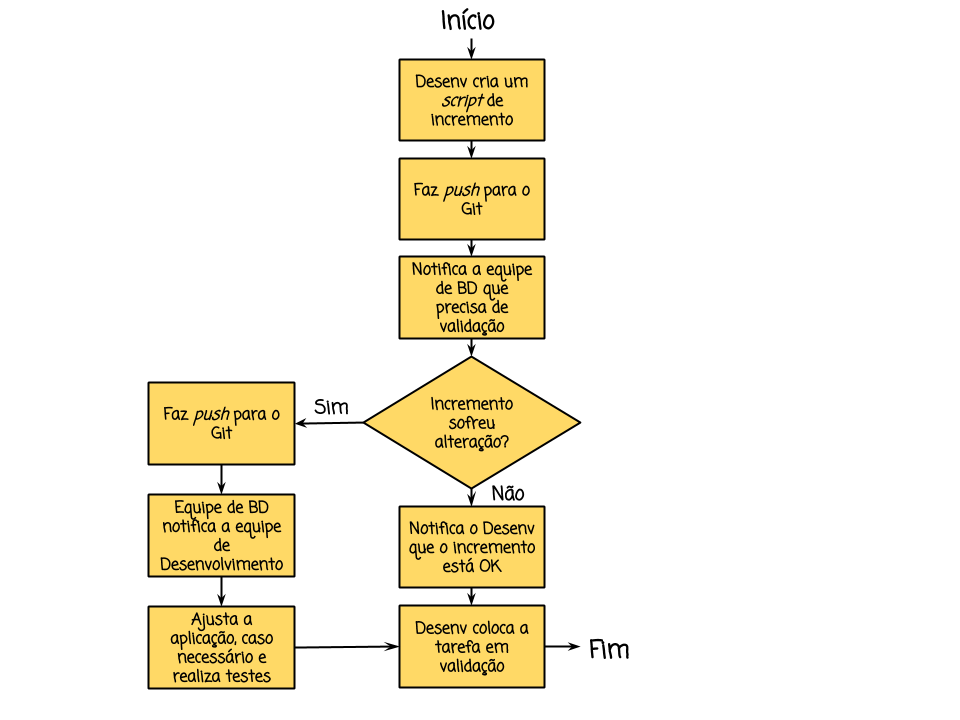 Início
Desenv cria um
script de
incremento
Faz push para o
Git
Notifica a equipe
de BD que
precisa de
validação
Incremento
sofreu
alteração?
Sim
Faz push para o
Git
Equipe de BD
notifica a equipe
de
Desenvolvimento
Ajusta a
aplicação, caso
necessário e
realiza testes
Não
Notifica o Desenv
que o incremento
está OK
Desenv coloca a
tarefa em
validação
Fim